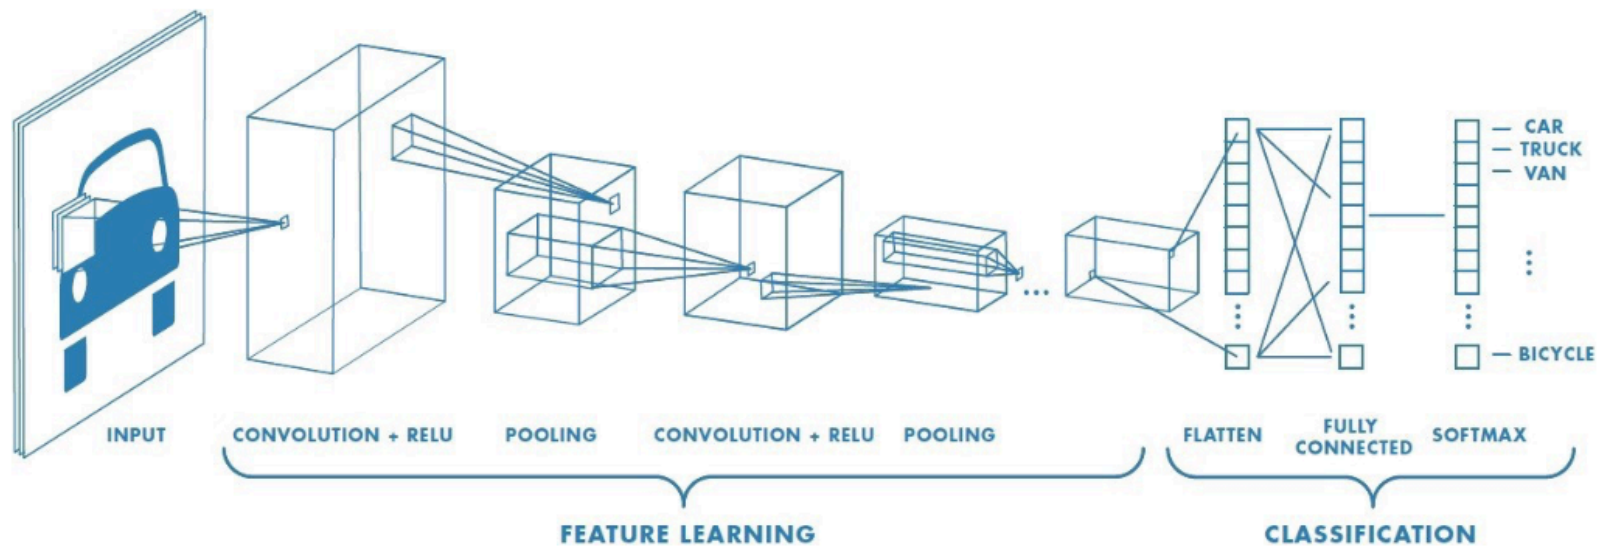 CAR
TRUCK
VAN
BICYCLE
INPUT
CONVOLUTION + RELU
POOLING
CONVOLUTION + RELU
POOLING
FLATTEN
FULLY
CONNECTED
SOFTMAX
FEATURE LEARNING
CLASSIFICATION